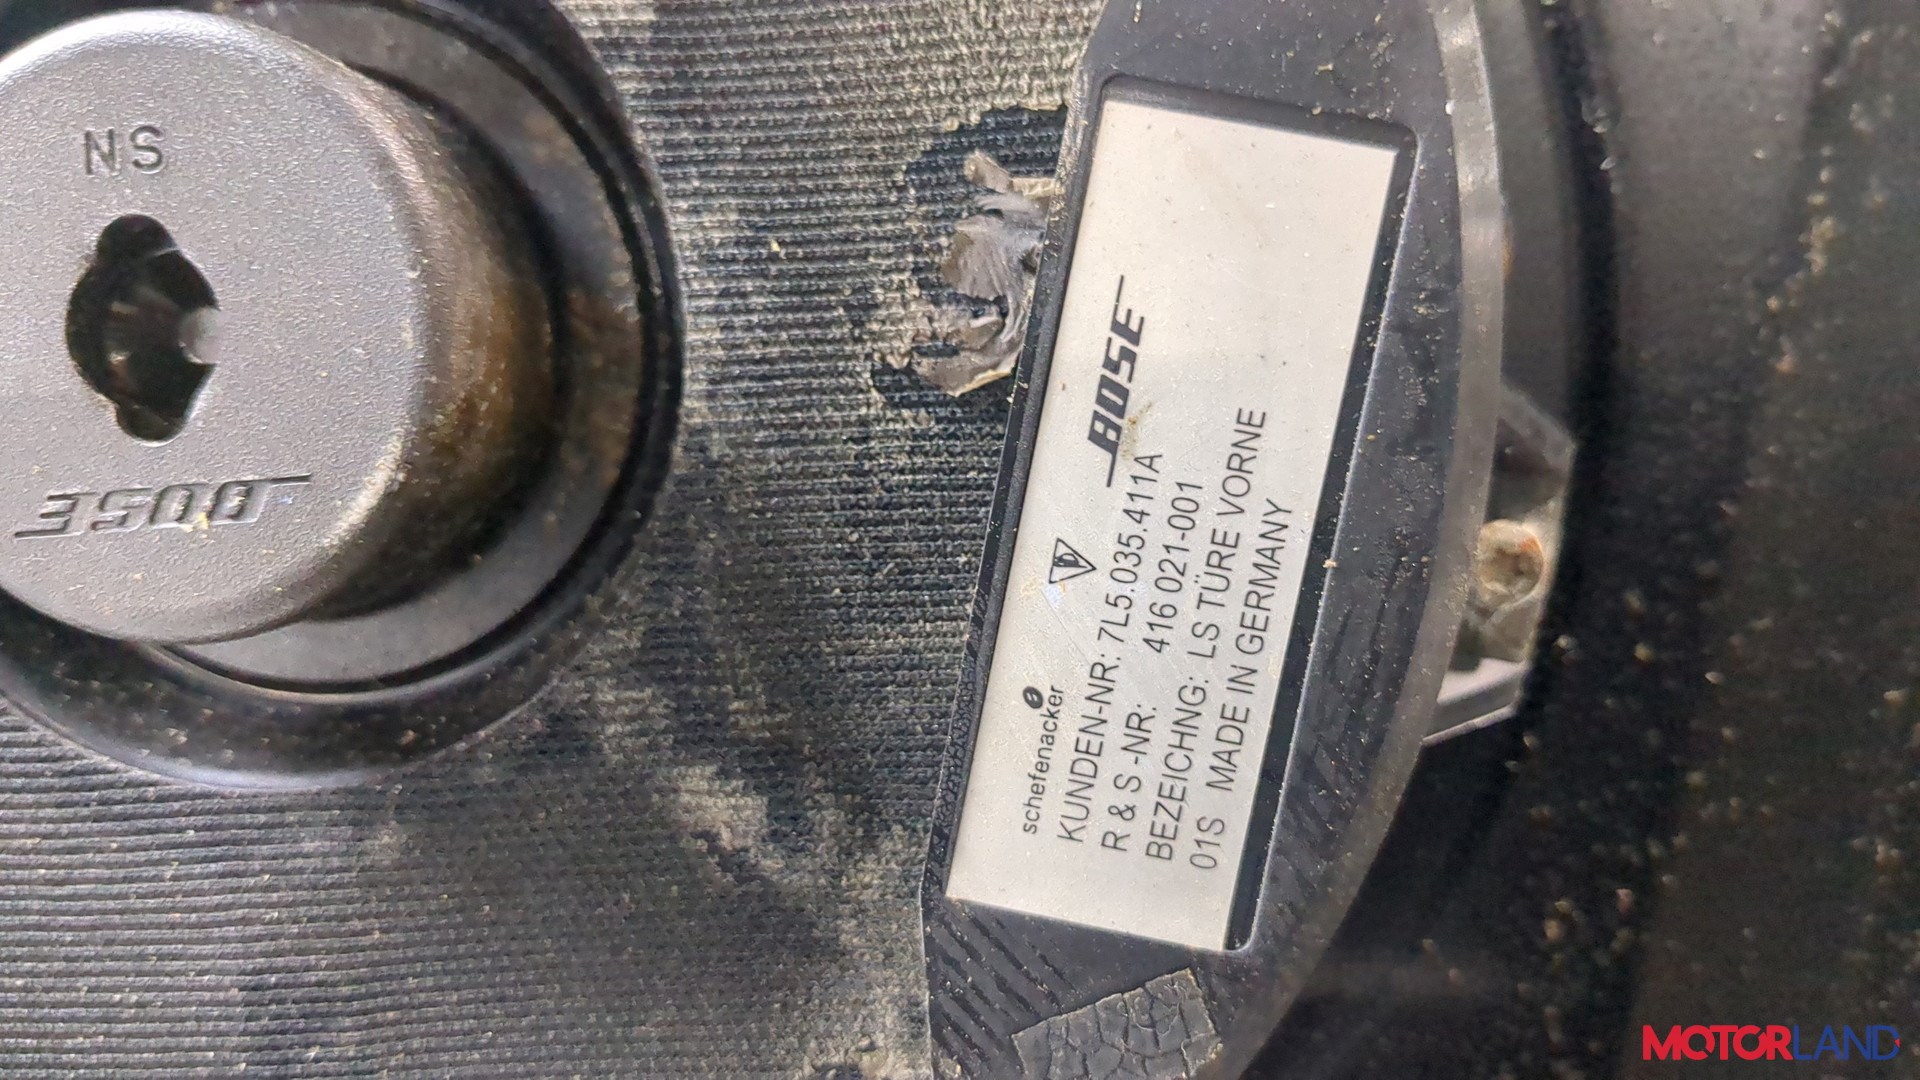 NS
BOSE
BOSE
schefenacker
KUNDEN-NR: 7L5.035.411A
R & S -NR: 416 021-001
BEZEICHNG: LS TÜRE VORNE
01S MADE IN GERMANY
MOTORLAND